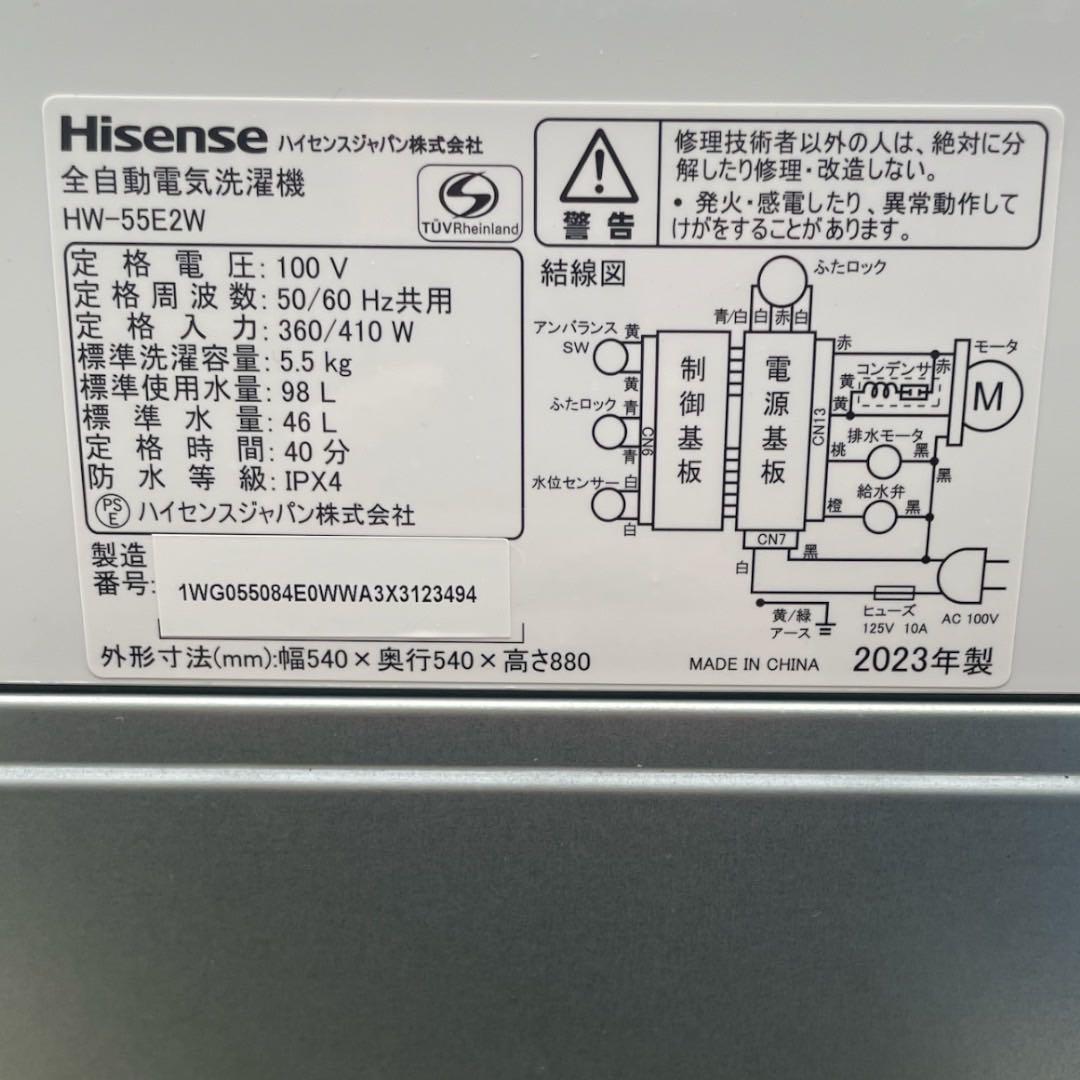 Hisense ハイセンスジャパン株式会社
全自動電気洗濯機
HW-55E2W
TÜVRheinland
警告
修理技術者以外の人は、絶対に分
解したり修理・改造しない。
・発火・感電したり、異常動作して
けがをすることがあります。
定格電圧: 100 V
定格周波数: 50/60 Hz共用
定格入力: 360/410 W
標準洗濯容量: 5.5 kg
標準使用水量: 98 L
標準水量: 46 L
定格時間: 40 分
防水等級: IPX4
PSE ハイセンスジャパン株式会社
製造
番号:
1WG055084E0WWA3X3123494
外形寸法(mm):幅540×奥行540×高さ880
結線図
ふたロック
青/白 白 赤 白
アンバランス
SW
黄
黄
ふたロック
青
青
水位センサー
白
白
CN6
制御基板
電源基板
CN13
CN7
赤
モータ
コンデンサ
赤
黄
黄
M
排水モータ
桃
黒
黒
給水弁
橙
黒
黒
白
黄/緑
アース
ヒューズ
125V 10A
AC 100V
MADE IN CHINA
2023年製